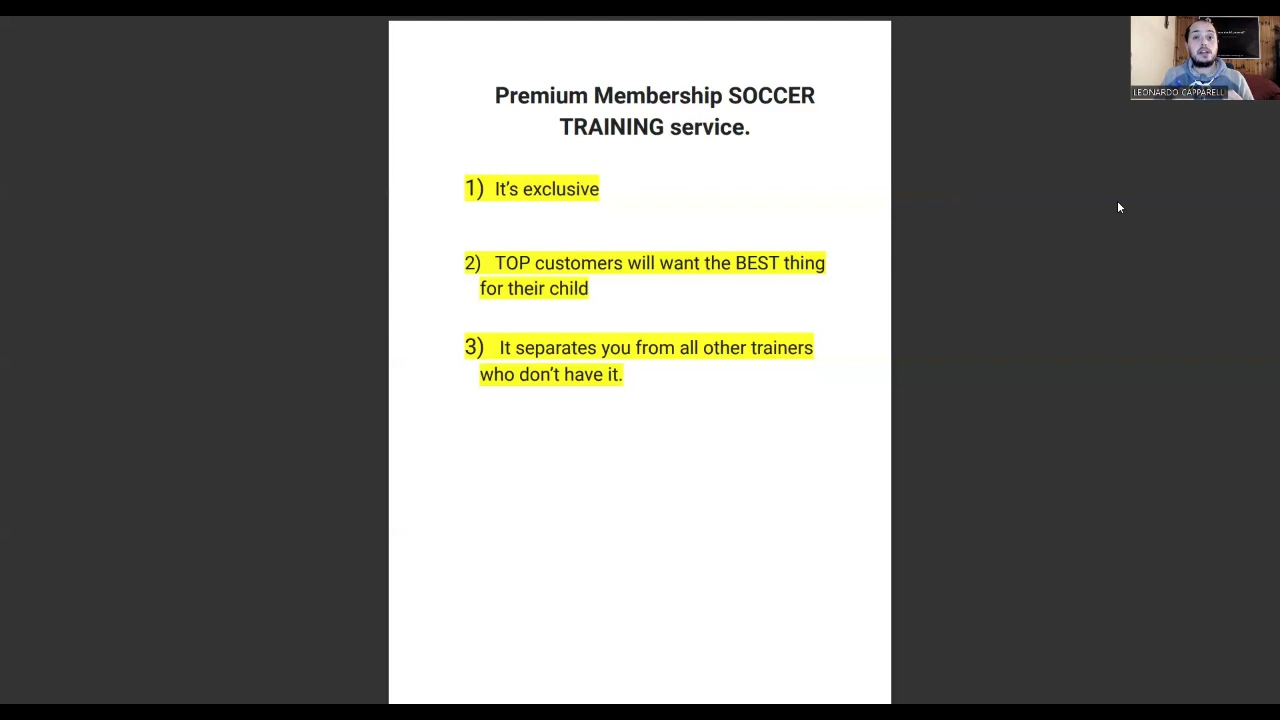 Premium Membership SOCCER
TRAINING service.
1) It's exclusive
2) TOP customers will want the BEST thing
for their child
3) It separates you from all other trainers
who don't have it.
LEONARDO CAPPARELLI